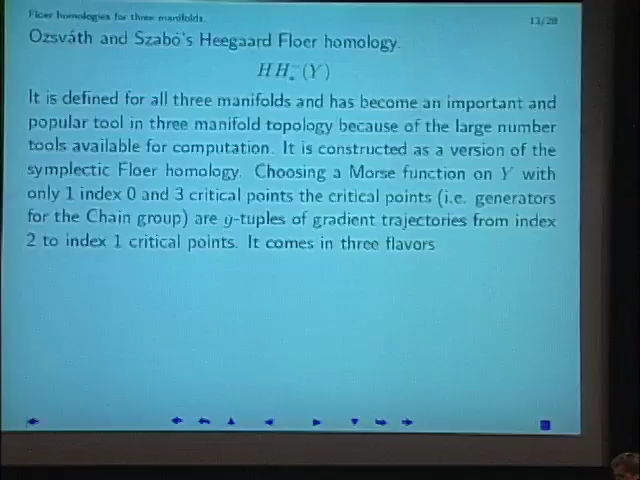 Floer homologies for three manifolds.
13/28
Ozsváth and Szabó's Heegaard Floer homology.
HH⁻∗(Y)
It is defined for all three manifolds and has become an important and
popular tool in three manifold topology because of the large number
tools available for computation. It is constructed as a version of the
symplectic Floer homology. Choosing a Morse function on Y with
only 1 index 0 and 3 critical points the critical points (i.e. generators
for the Chain group) are g-tuples of gradient trajectories from index
2 to index 1 critical points. It comes in three flavors